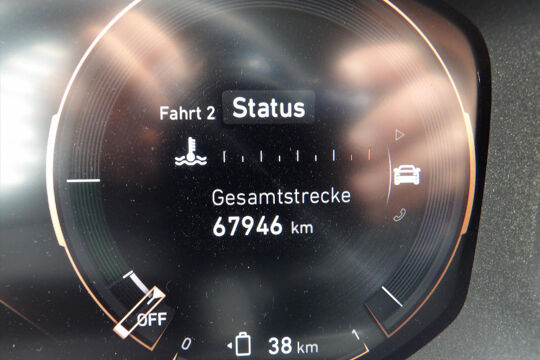 Fahrt 2 Status
Gesamtstrecke
67946 km
OFF
0 38 km 1